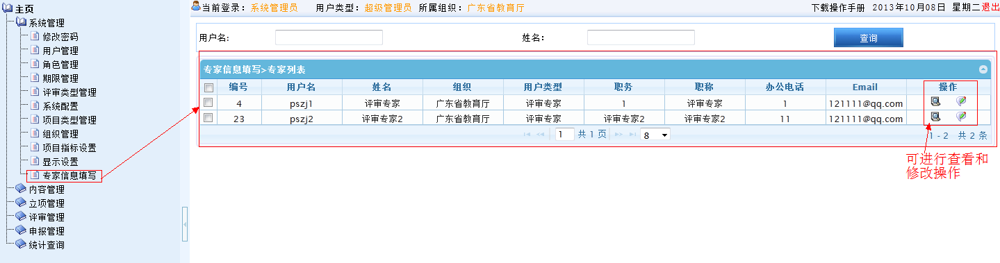 主页
系统管理
修改密码
用户管理
角色管理
期限管理
评审类型管理
系统配置
项目类型管理
组织管理
项目指标设置
显示设置
专家信息填写
内容管理
立项管理
评审管理
申报管理
统计查询
当前登录：系统管理员 用户类型：超级管理员 所属组织：广东省教育厅 下载操作手册 2013年10月08日 星期二退出
用户名: 姓名： 查询
专家信息填写>专家列表
编号 用户名 姓名 组织 用户类型 职务 职称 办公电话 Email 操作
4 pszj1 评审专家 广东省教育厅 评审专家 1 评审专家 1 121111@qq.com
23 pszj2 评审专家2 广东省教育厅 评审专家 评审专家2 评审专家2 11 121111@qq.com
1 共 1 页 8 1 - 2 共 2 条
可进行查看和
修改操作